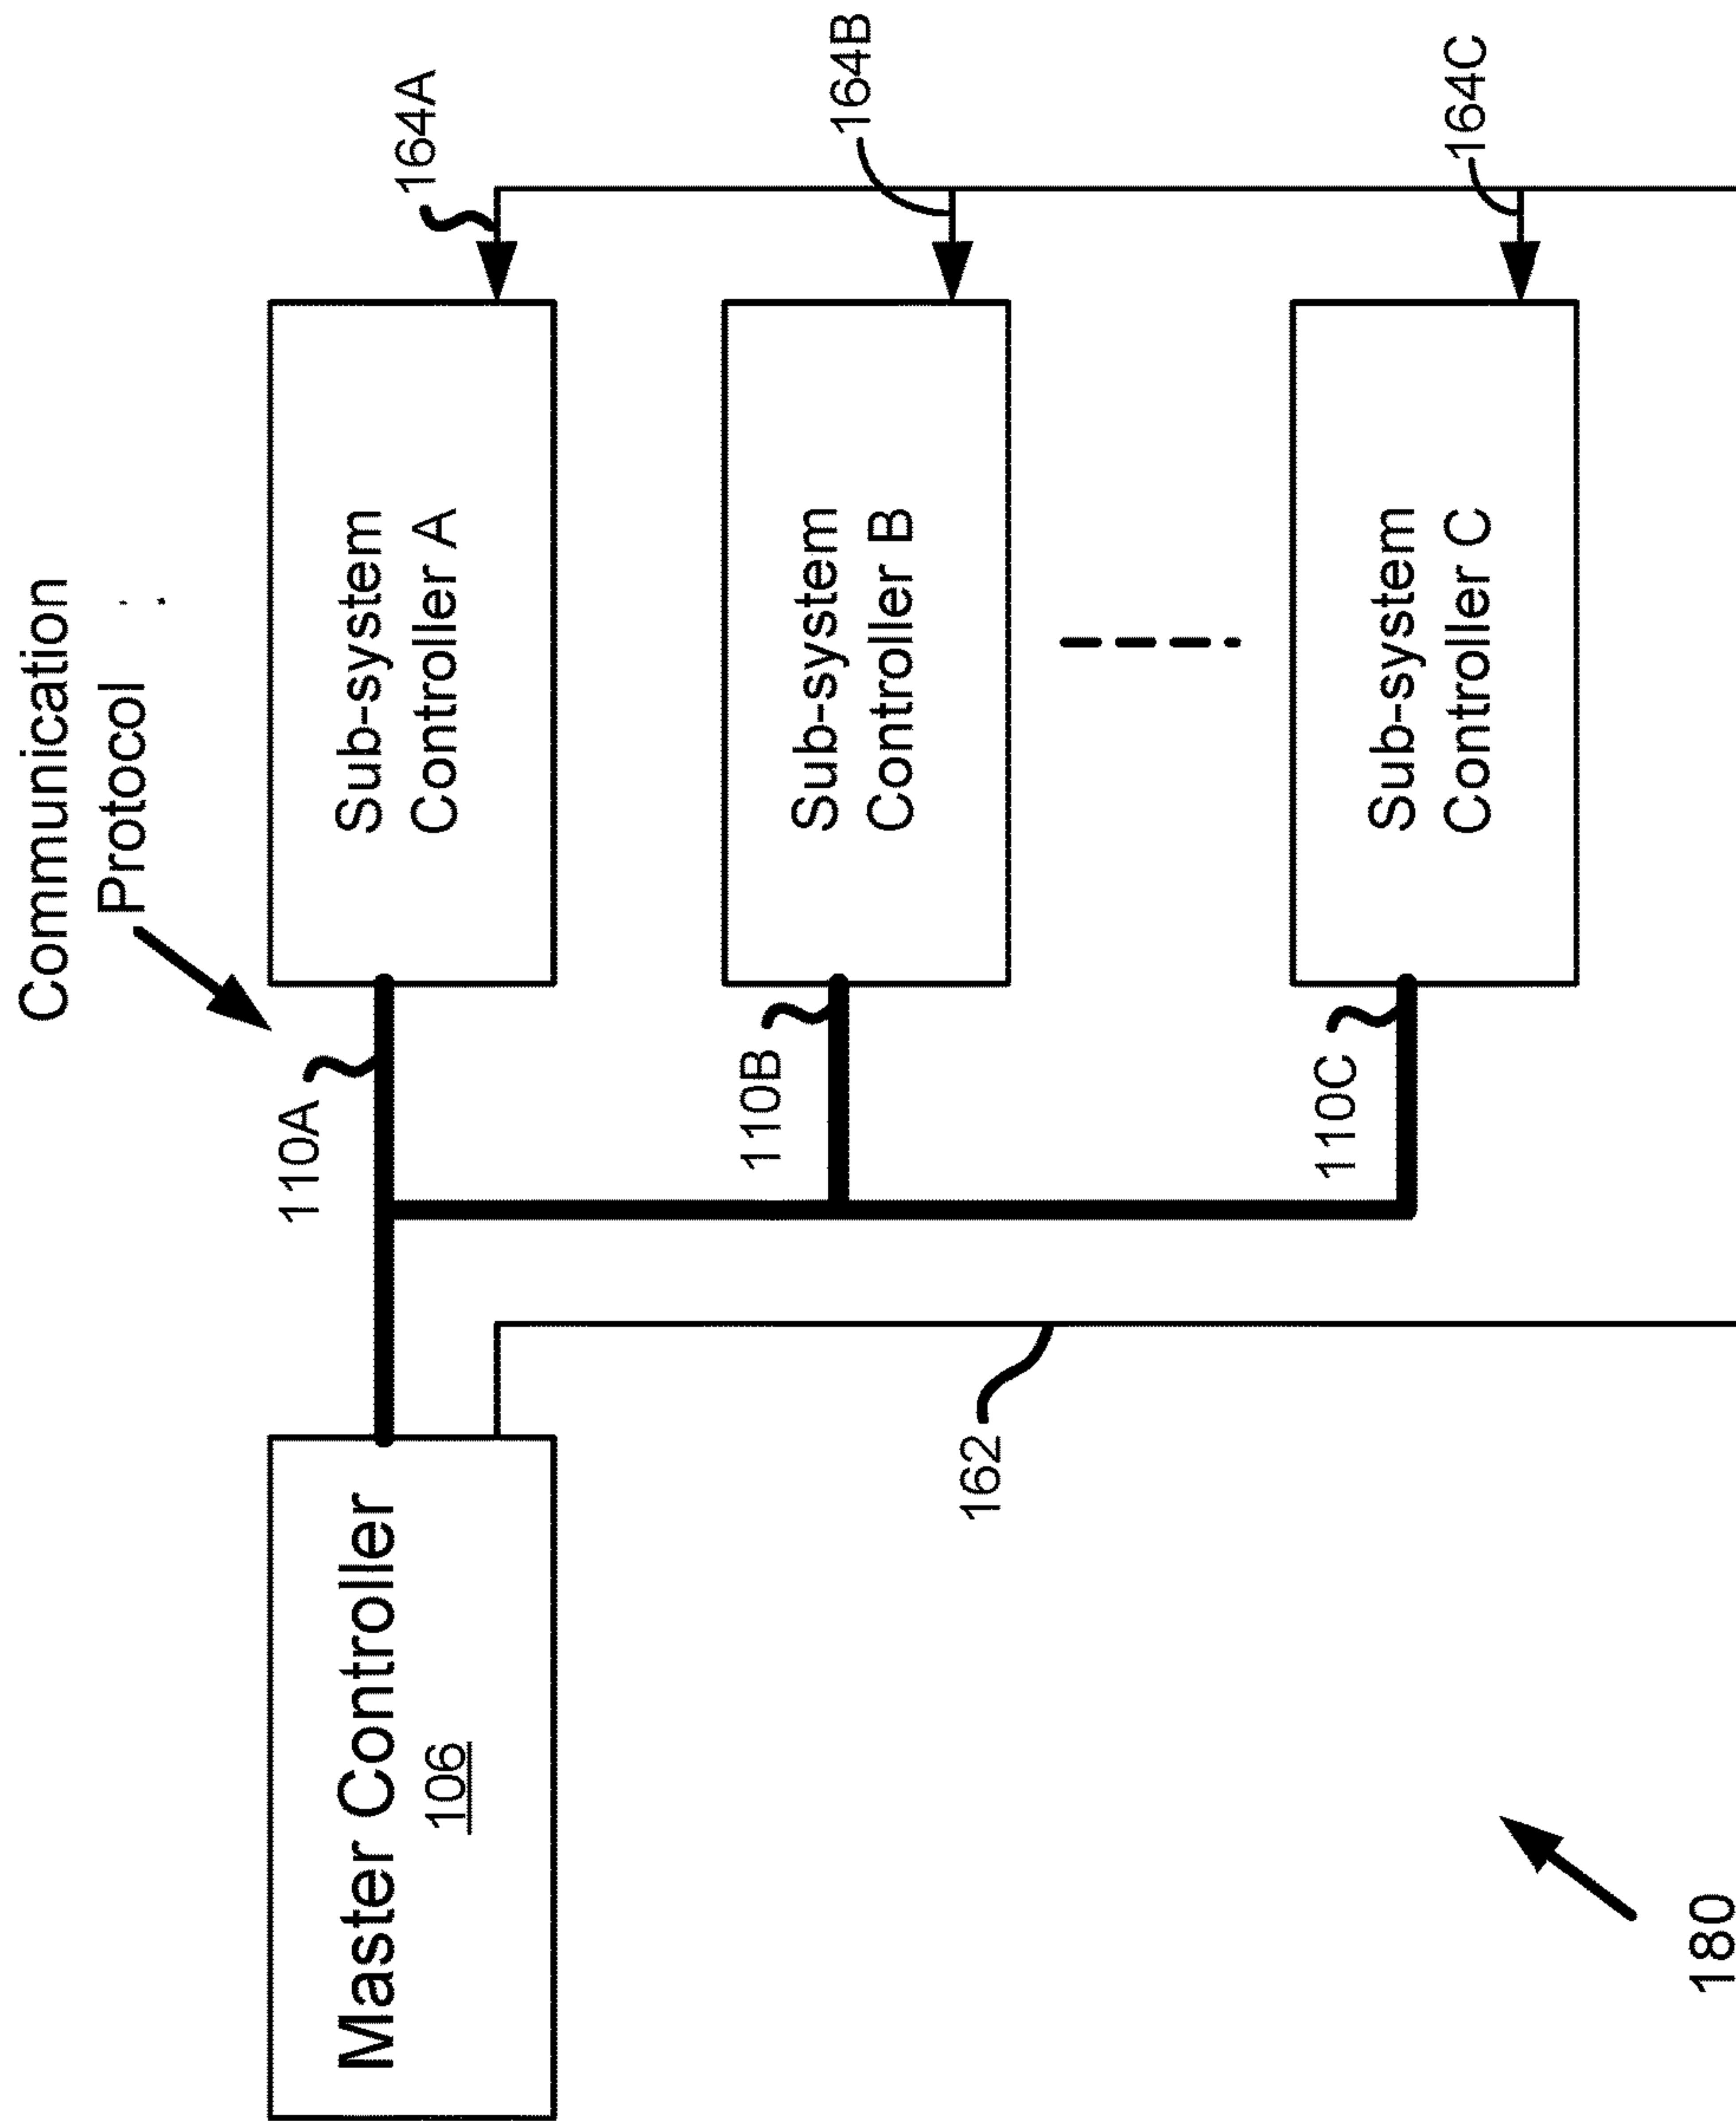 Communication
Protocol
Master Controller
106
110A
Sub-system
Controller A
164A
110B
Sub-system
Controller B
164B
162
110C
Sub-system
Controller C
164C
180